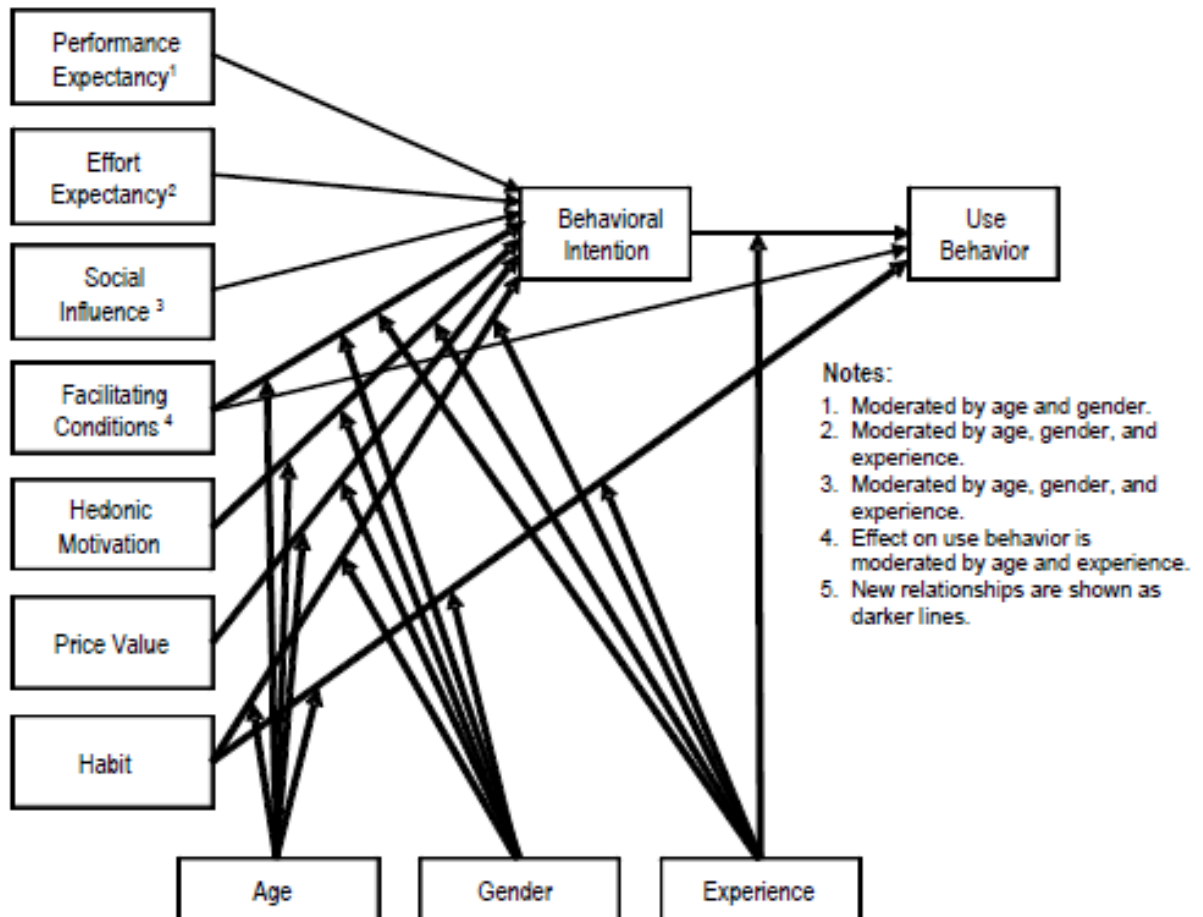 Performance
Expectancy¹
Effort
Expectancy²
Social
Influence ³
Facilitating
Conditions ⁴
Hedonic
Motivation
Price Value
Habit
Behavioral
Intention
Use
Behavior
Notes:
1. Moderated by age and gender.
2. Moderated by age, gender, and
experience.
3. Moderated by age, gender, and
experience.
4. Effect on use behavior is
moderated by age and experience.
5. New relationships are shown as
darker lines.
Age
Gender
Experience